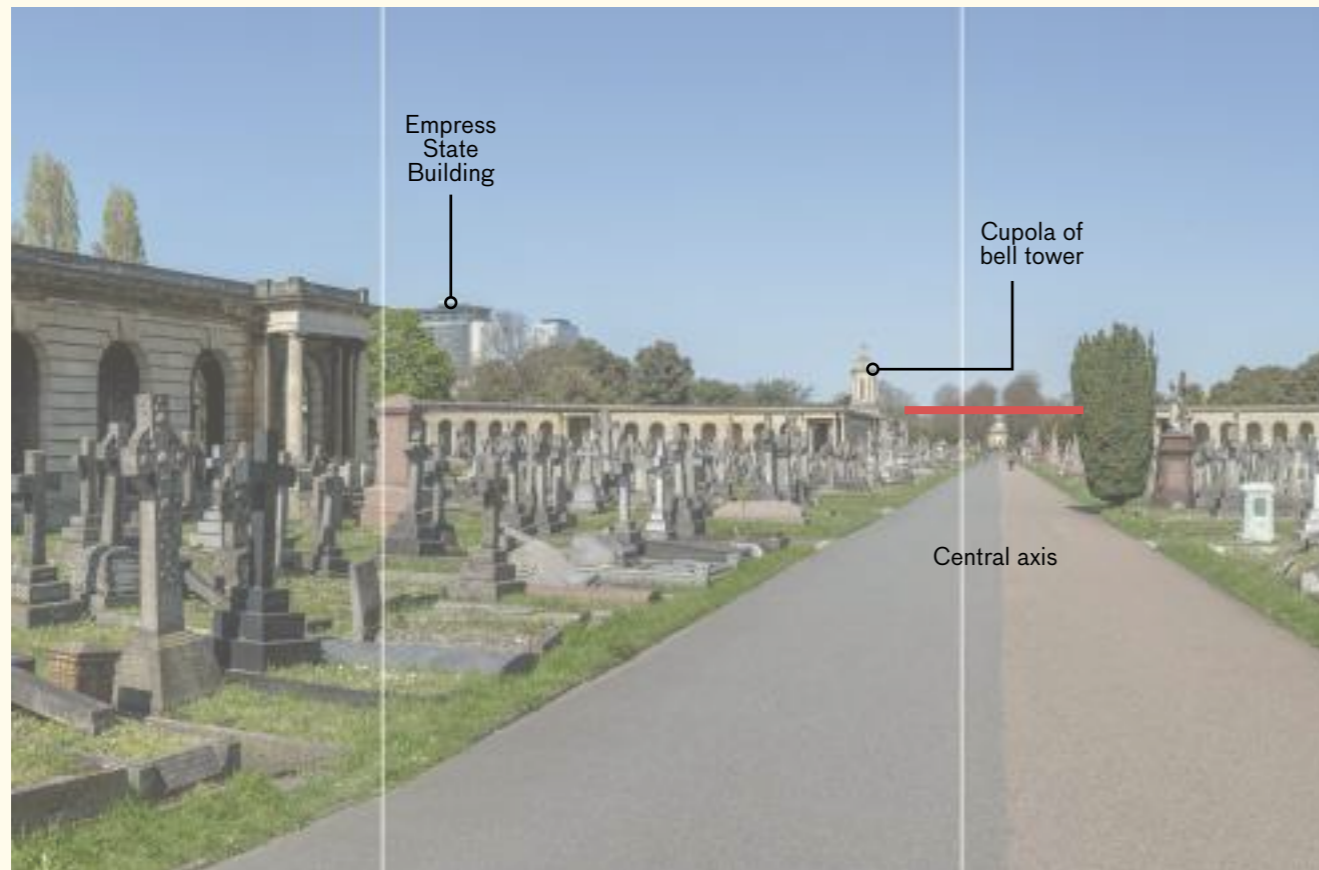 Empress
State
Building
Cupola of
bell tower
Central axis